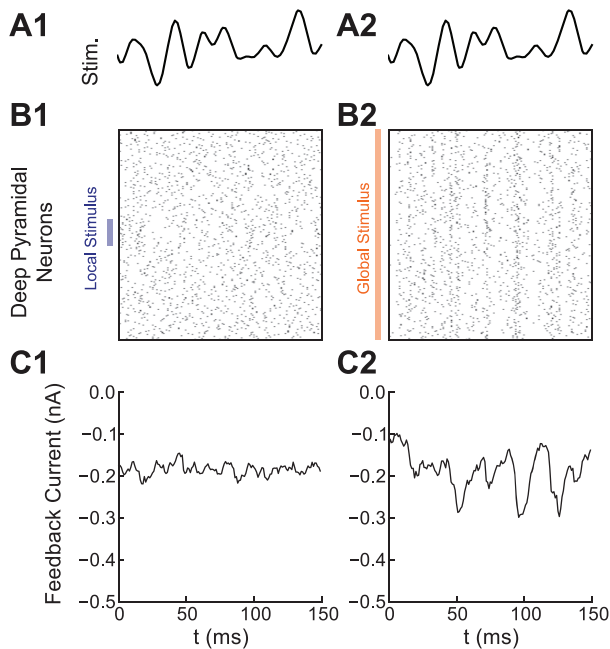 A1
A2
Stim.
B1
B2
Deep Pyramidal
Neurons
Local Stimulus
Global Stimulus
C1
C2
Feedback Current (nA)
0.0
−0.1
−0.2
−0.3
−0.4
−0.5
0.0
−0.1
−0.2
−0.3
−0.4
−0.5
0 50 100 150
0 50 100 150
t (ms)
t (ms)